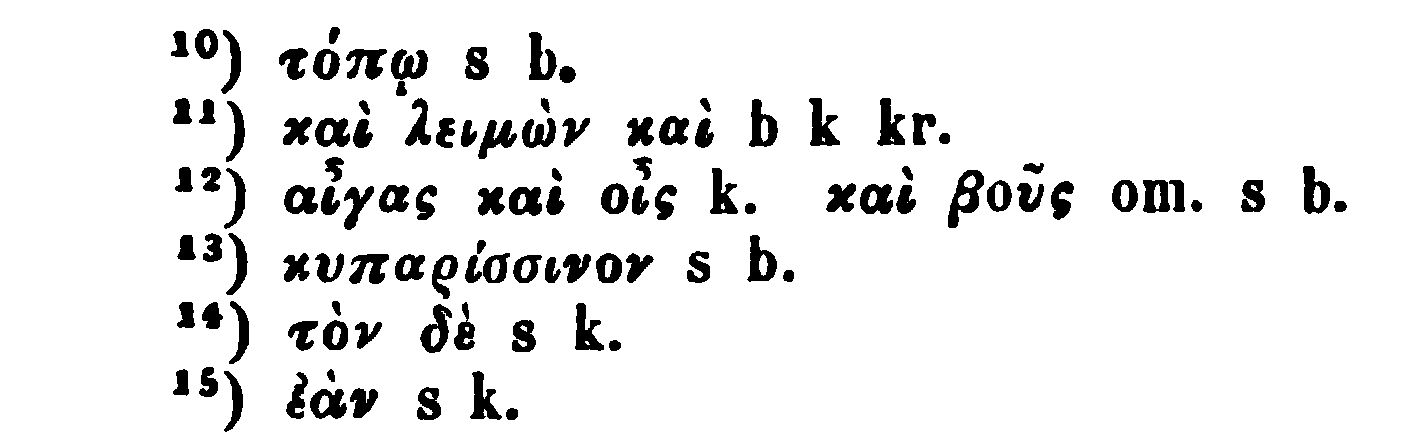 ¹⁰) τόπῳ s b.
¹¹) καὶ λειμὼν καὶ b k kr.
¹²) αἶγας καὶ οἶς k. καὶ βοῦς om. s b.
¹³) κυπαρίσσινον s b.
¹⁴) τὸν δὲ s k.
¹⁵) ἐὰν s k.